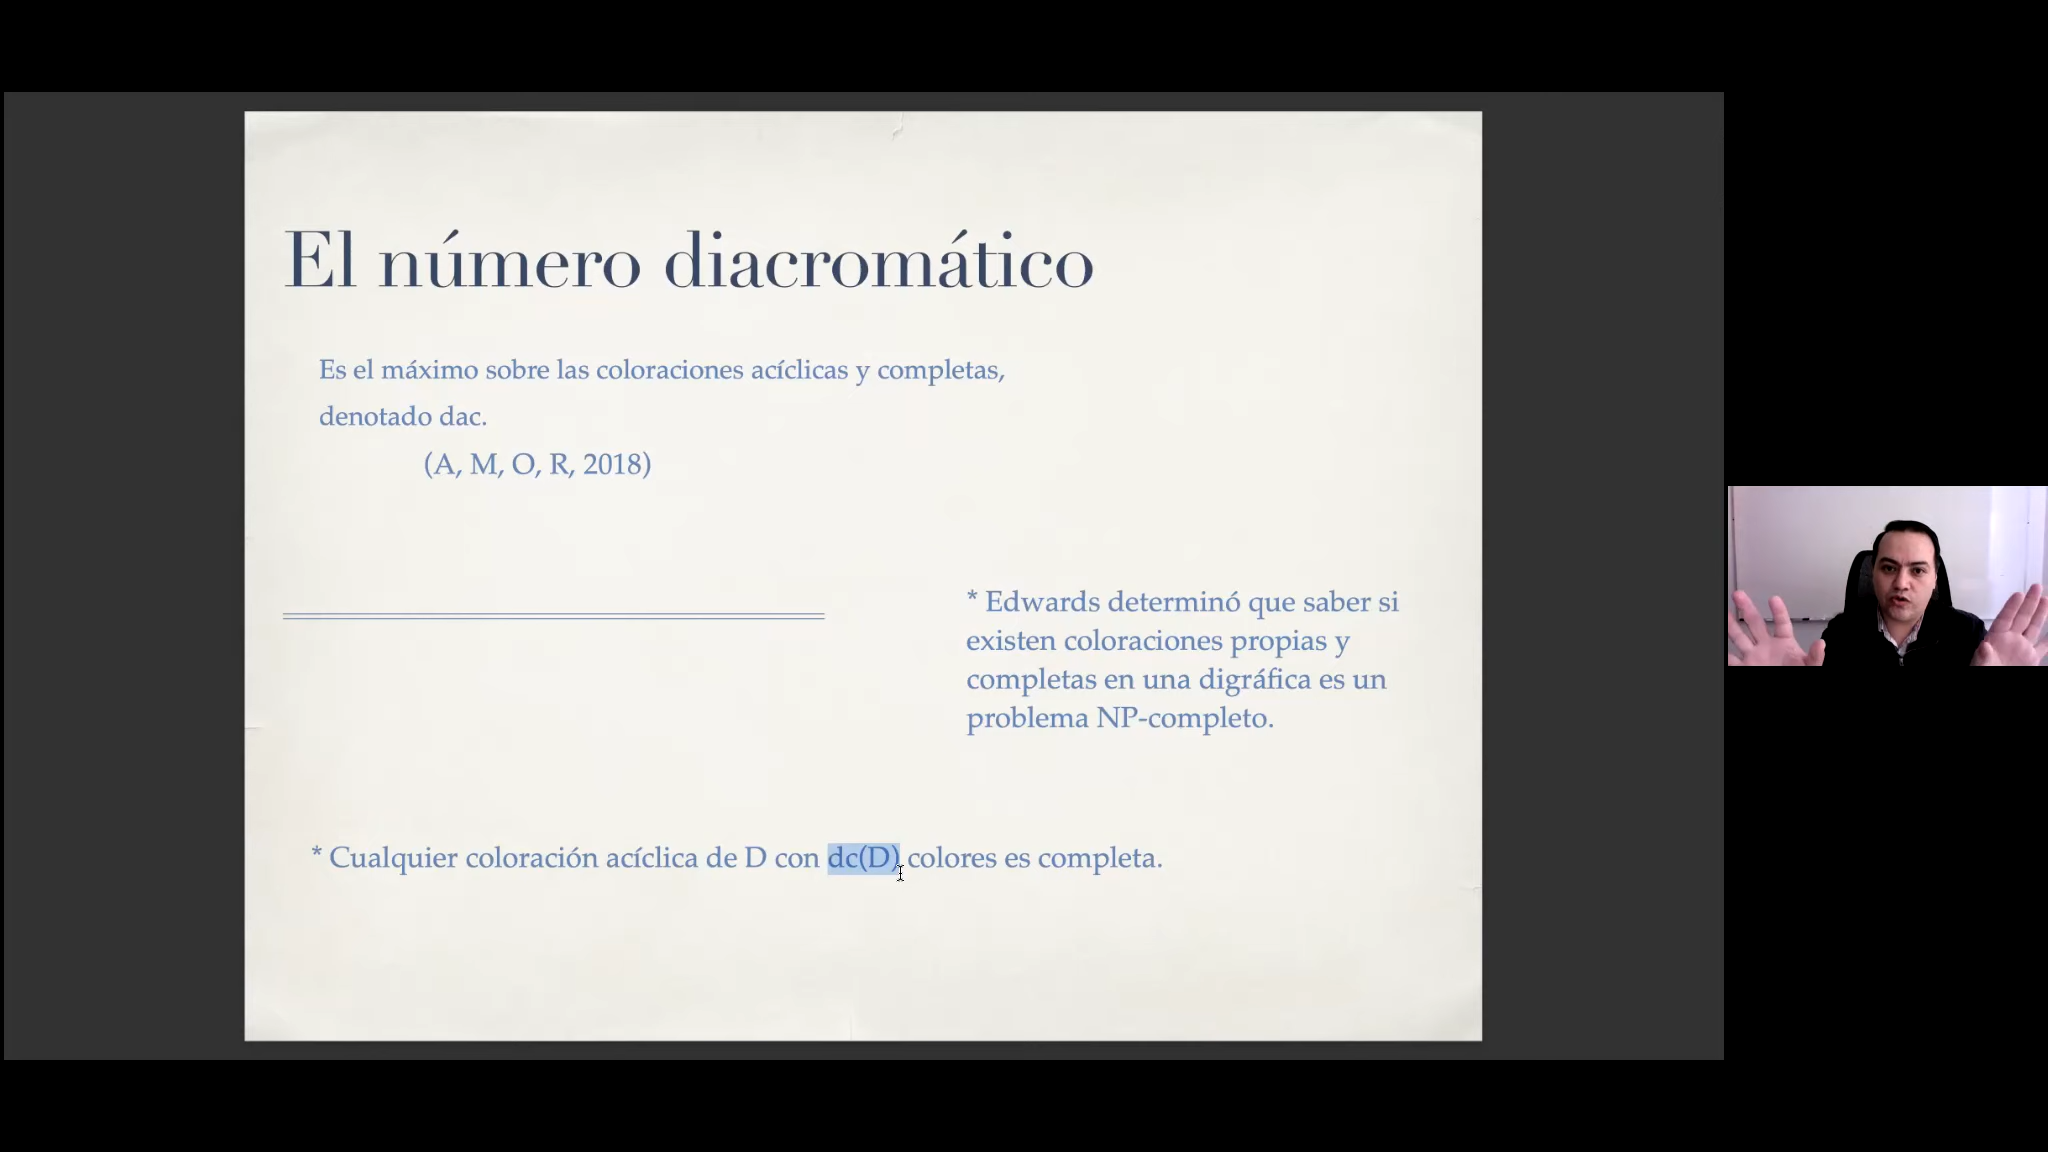 El número diacromático
Es el máximo sobre las coloraciones acíclicas y completas,
denotado dac.
(A, M, O, R, 2018)
* Edwards determinó que saber si
existen coloraciones propias y
completas en una digráfica es un
problema NP-completo.
* Cualquier coloración acíclica de D con dc(D) colores es completa.